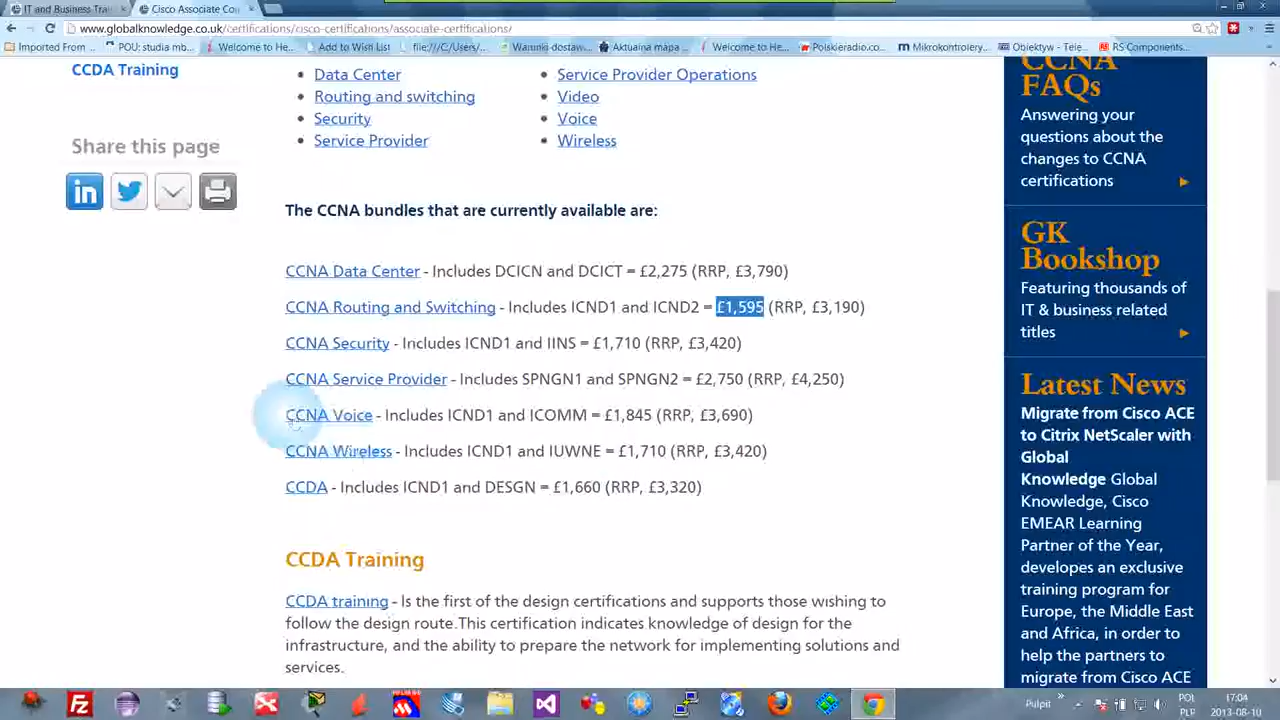 IT and Business Train
Cisco Associate Co
www.globalknowledge.co.uk/certifications/cisco-certifications/associate-certifications/
Imported From
POU: studia mb...
Welcome to He...
Add to Wish List
file:///C:/Users/...
Warunki dostaw...
Aktualna mapa ...
Welcome to He...
Polskieradio.co...
Mikrokontrolery...
Obiektyw - Tele...
RS Components...
CCDA Training
Share this page
Data Center
Routing and switching
Security
Service Provider
Service Provider Operations
Video
Voice
Wireless
The CCNA bundles that are currently available are:
CCNA Data Center - Includes DCICN and DCICT = £2,275 (RRP, £3,790)
CCNA Routing and Switching - Includes ICND1 and ICND2 = £1,595 (RRP, £3,190)
CCNA Security - Includes ICND1 and IINS = £1,710 (RRP, £3,420)
CCNA Service Provider - Includes SPNGN1 and SPNGN2 = £2,750 (RRP, £4,250)
CCNA Voice - Includes ICND1 and ICOMM = £1,845 (RRP, £3,690)
CCNA Wireless - Includes ICND1 and IUWNE = £1,710 (RRP, £3,420)
CCDA - Includes ICND1 and DESGN = £1,660 (RRP, £3,320)
CCDA Training
CCDA training - Is the first of the design certifications and supports those wishing to
follow the design route.This certification indicates knowledge of design for the
infrastructure, and the ability to prepare the network for implementing solutions and
services.
CCNA
FAQs
Answering your
questions about the
changes to CCNA
certifications
GK
Bookshop
Featuring thousands of
IT & business related
titles
Latest News
Migrate from Cisco ACE
to Citrix NetScaler with
Global
Knowledge Global
Knowledge, Cisco
EMEAR Learning
Partner of the Year,
develops an exclusive
training program for
Europe, the Middle East
and Africa, in order to
help the partners to
migrate from Cisco ACE
Pulpit
POL
PLP
17:04
2013-08-10